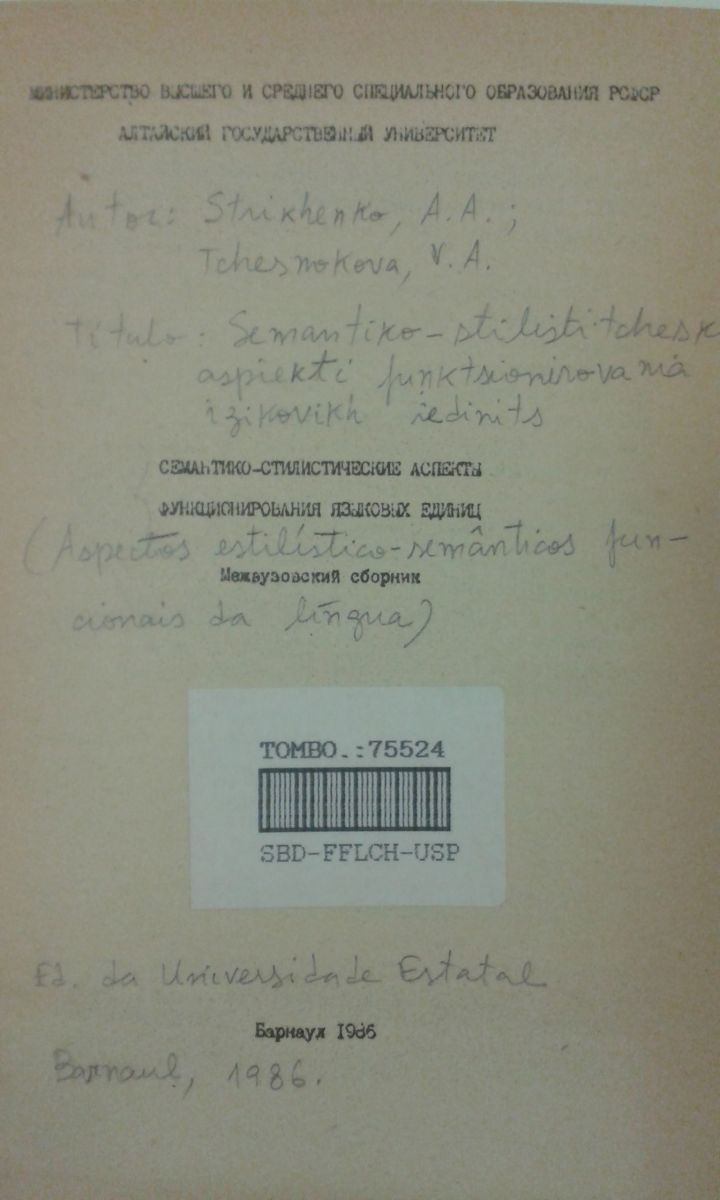 МИНИСТЕРСТВО ВЫСШЕГО И СРЕДНЕГО СПЕЦИАЛЬНОГО ОБРАЗОВАНИЯ РСФСР
АЛТАЙСКИЙ ГОСУДАРСТВЕННЫЙ УНИВЕРСИТЕТ
Autor: Strikhenko, A.A.;
Tchesnokova, V.A.
Título: Semantiko-stilistitchesk
aspiekti funktsionirovania
izikovikh iedinits
СЕМАНТИКО-СТИЛИСТИЧЕСКИЕ АСПЕКТЫ
ФУНКЦИОНИРОВАНИЯ ЯЗЫКОВЫХ ЕДИНИЦ
(Aspectos estilístico-semânticos fun-
Межвузовский сборник
cionais da língua)
TOMBO.:75524
SBD-FFLCH-USP
Ed. da Universidade Estatal
Барнаул 1986
Barnaul, 1986.